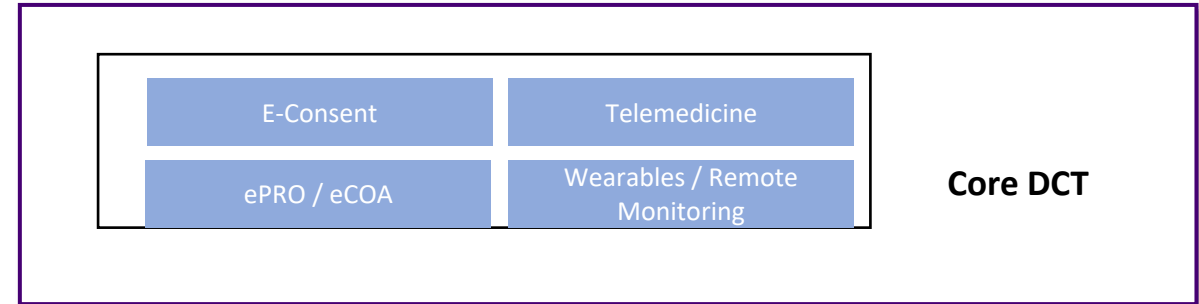 E-Consent
Telemedicine
ePRO / eCOA
Wearables / Remote
Monitoring
Core DCT